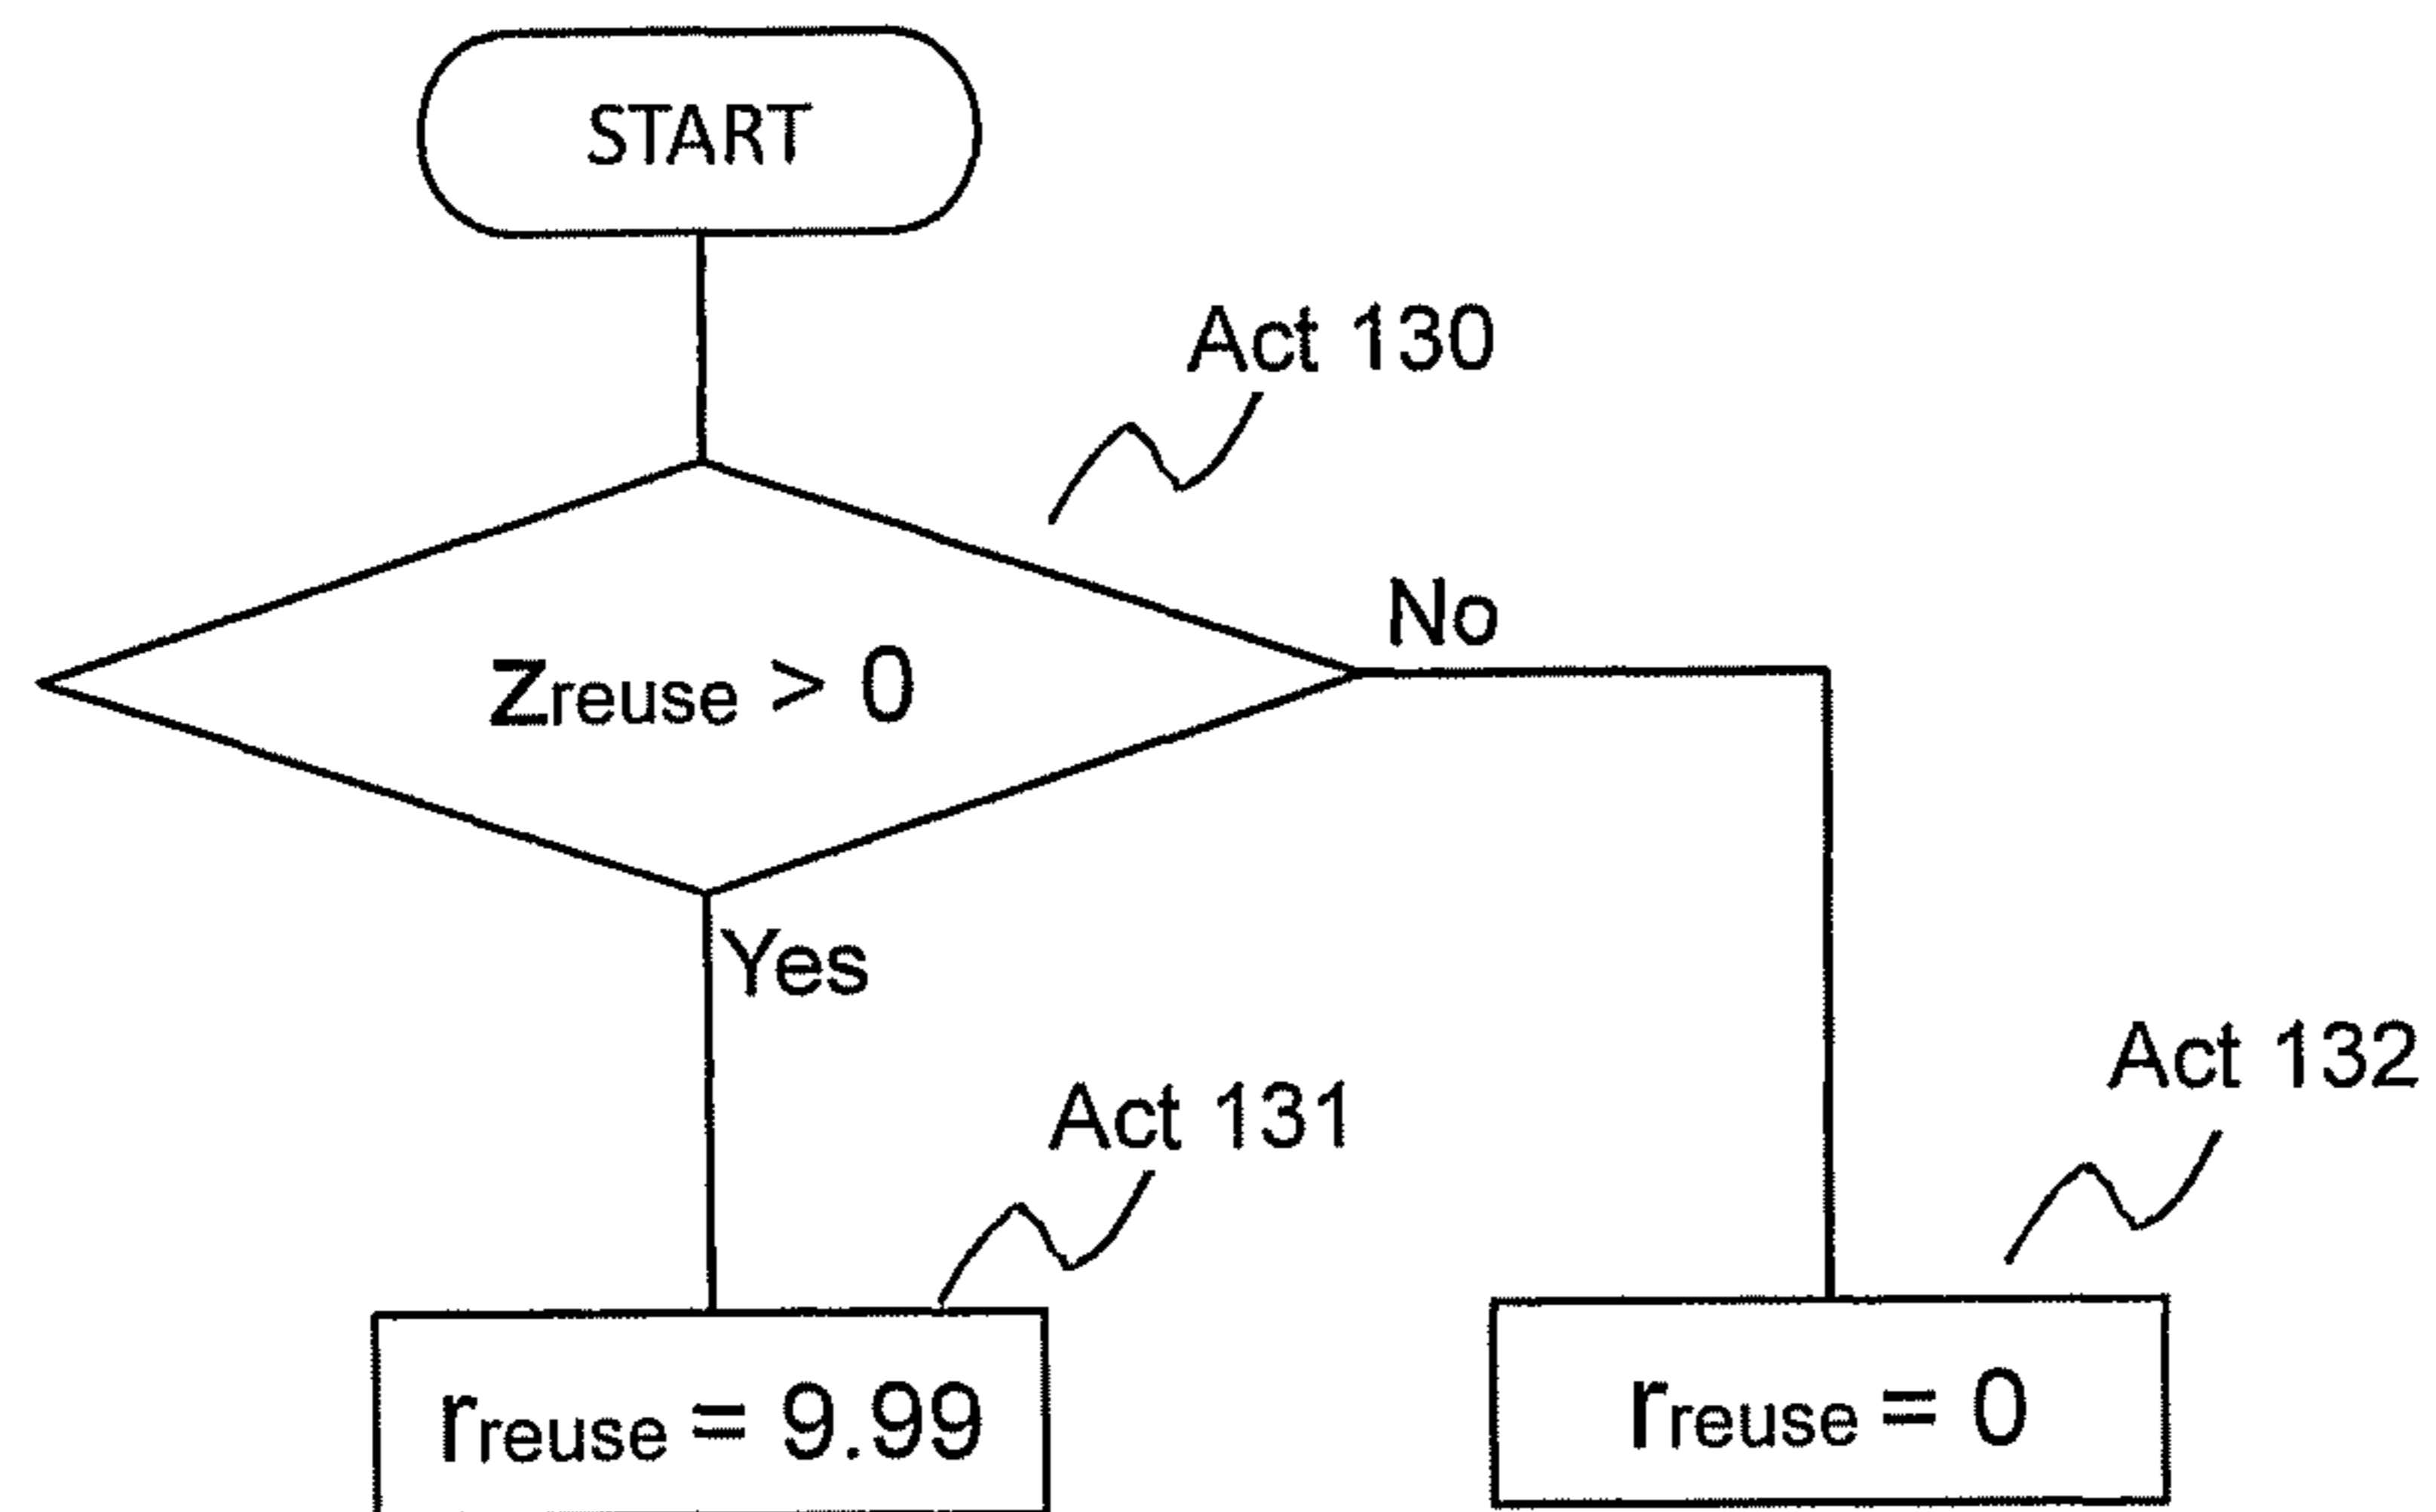 START
Act 130
Zreuse > 0
No
Yes
Act 131
Act 132
rreuse = 9.99
rreuse = 0